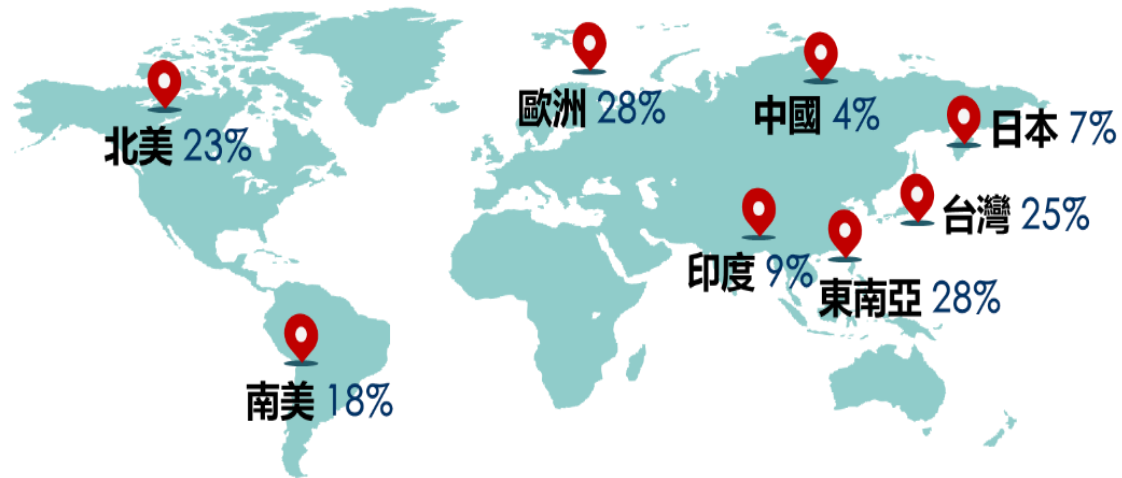 歐洲 28%
中國 4%
日本 7%
北美 23%
台灣 25%
印度 9%
東南亞 28%
南美 18%